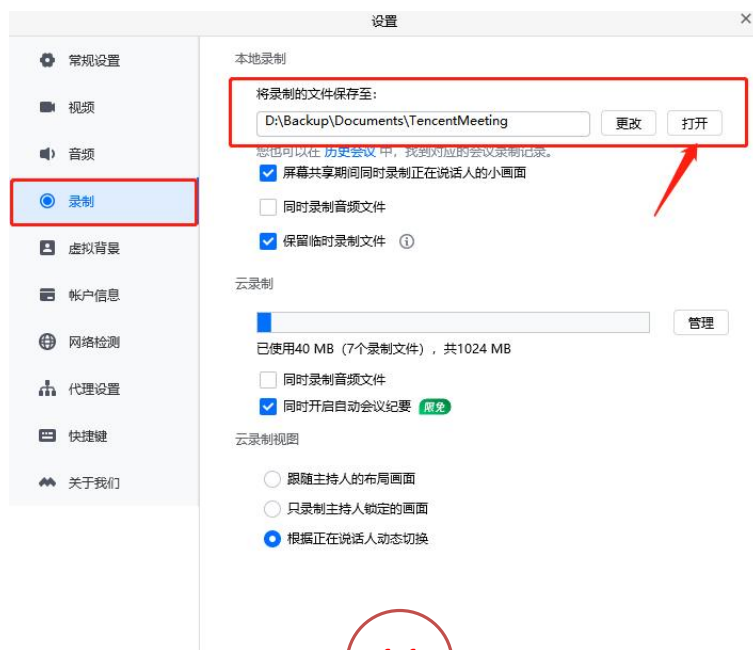 设置
常规设置
视频
音频
录制
虚拟背景
帐户信息
网络检测
代理设置
快捷键
关于我们
本地录制
将录制的文件保存至：
D:\Backup\Documents\TencentMeeting
更改
打开
您也可以在 历史会议 中，找到对应的会议录制记录。
屏幕共享期间同时录制正在说话人的小画面
同时录制音频文件
保留临时录制文件
云录制
管理
已使用40 MB（7个录制文件）, 共1024 MB
同时录制音频文件
同时开启自动会议纪要 限免
云录制视图
跟随主持人的布局画面
只录制主持人锁定的画面
根据正在说话人动态切换